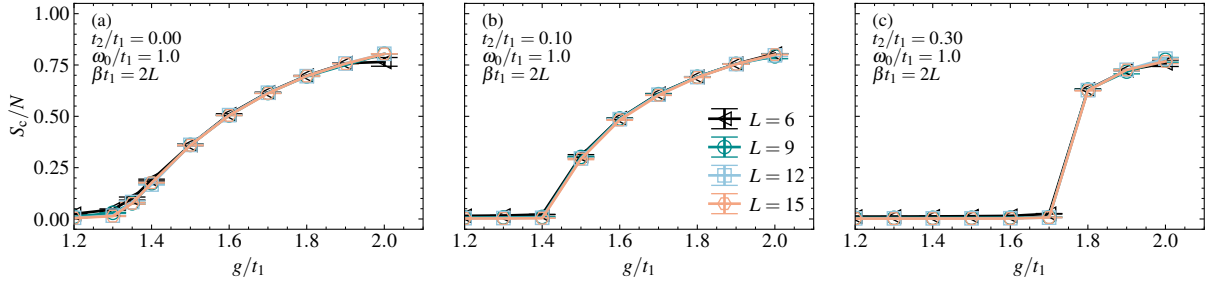 (a)
t₂/t₁ = 0.00
ω₀/t₁ = 1.0
βt₁ = 2L
S_c/N
1.00
0.75
0.50
0.25
0.00
1.2 1.4 1.6 1.8 2.0
g/t₁
(b)
t₂/t₁ = 0.10
ω₀/t₁ = 1.0
βt₁ = 2L
L = 6
L = 9
L = 12
L = 15
1.2 1.4 1.6 1.8 2.0
g/t₁
(c)
t₂/t₁ = 0.30
ω₀/t₁ = 1.0
βt₁ = 2L
1.2 1.4 1.6 1.8 2.0
g/t₁